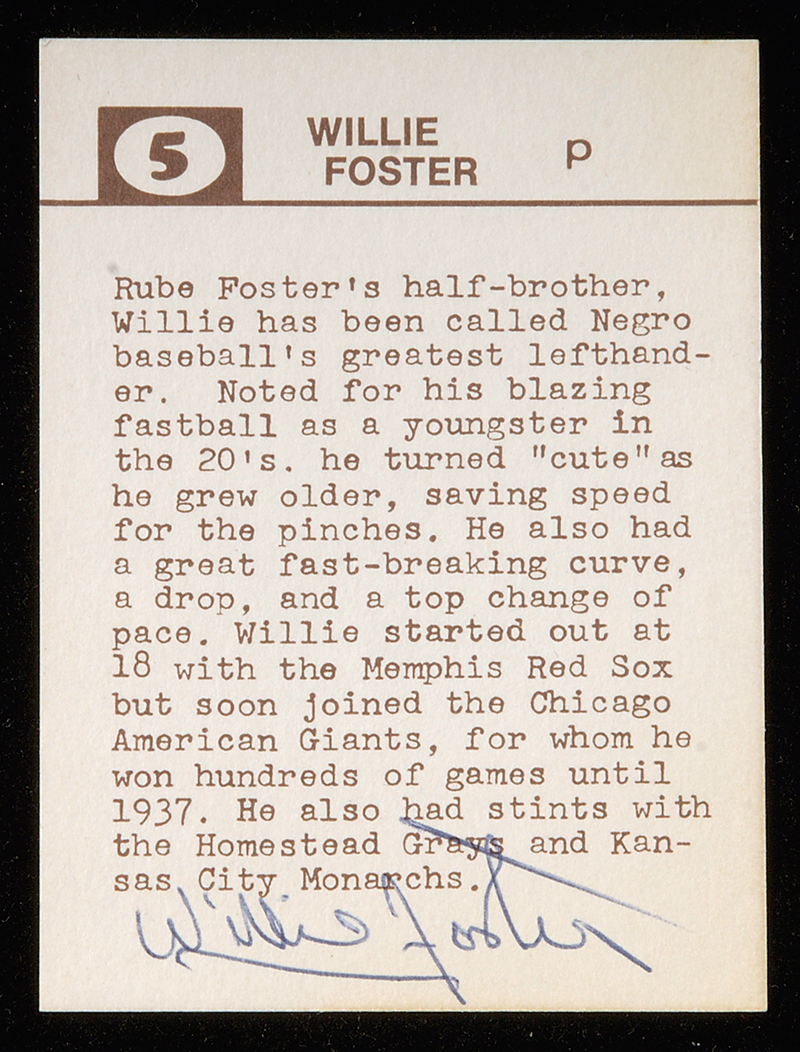 5
WILLIE
FOSTER
p
Rube Foster's half-brother,
Willie has been called Negro
baseball's greatest lefthand-
er. Noted for his blazing
fastball as a youngster in
the 20's. he turned "cute" as
he grew older, saving speed
for the pinches. He also had
a great fast-breaking curve,
a drop, and a top change of
pace. Willie started out at
18 with the Memphis Red Sox
but soon joined the Chicago
American Giants, for whom he
won hundreds of games until
1937. He also had stints with
the Homestead Grays and Kan-
sas City Monarchs.
Willie Foster